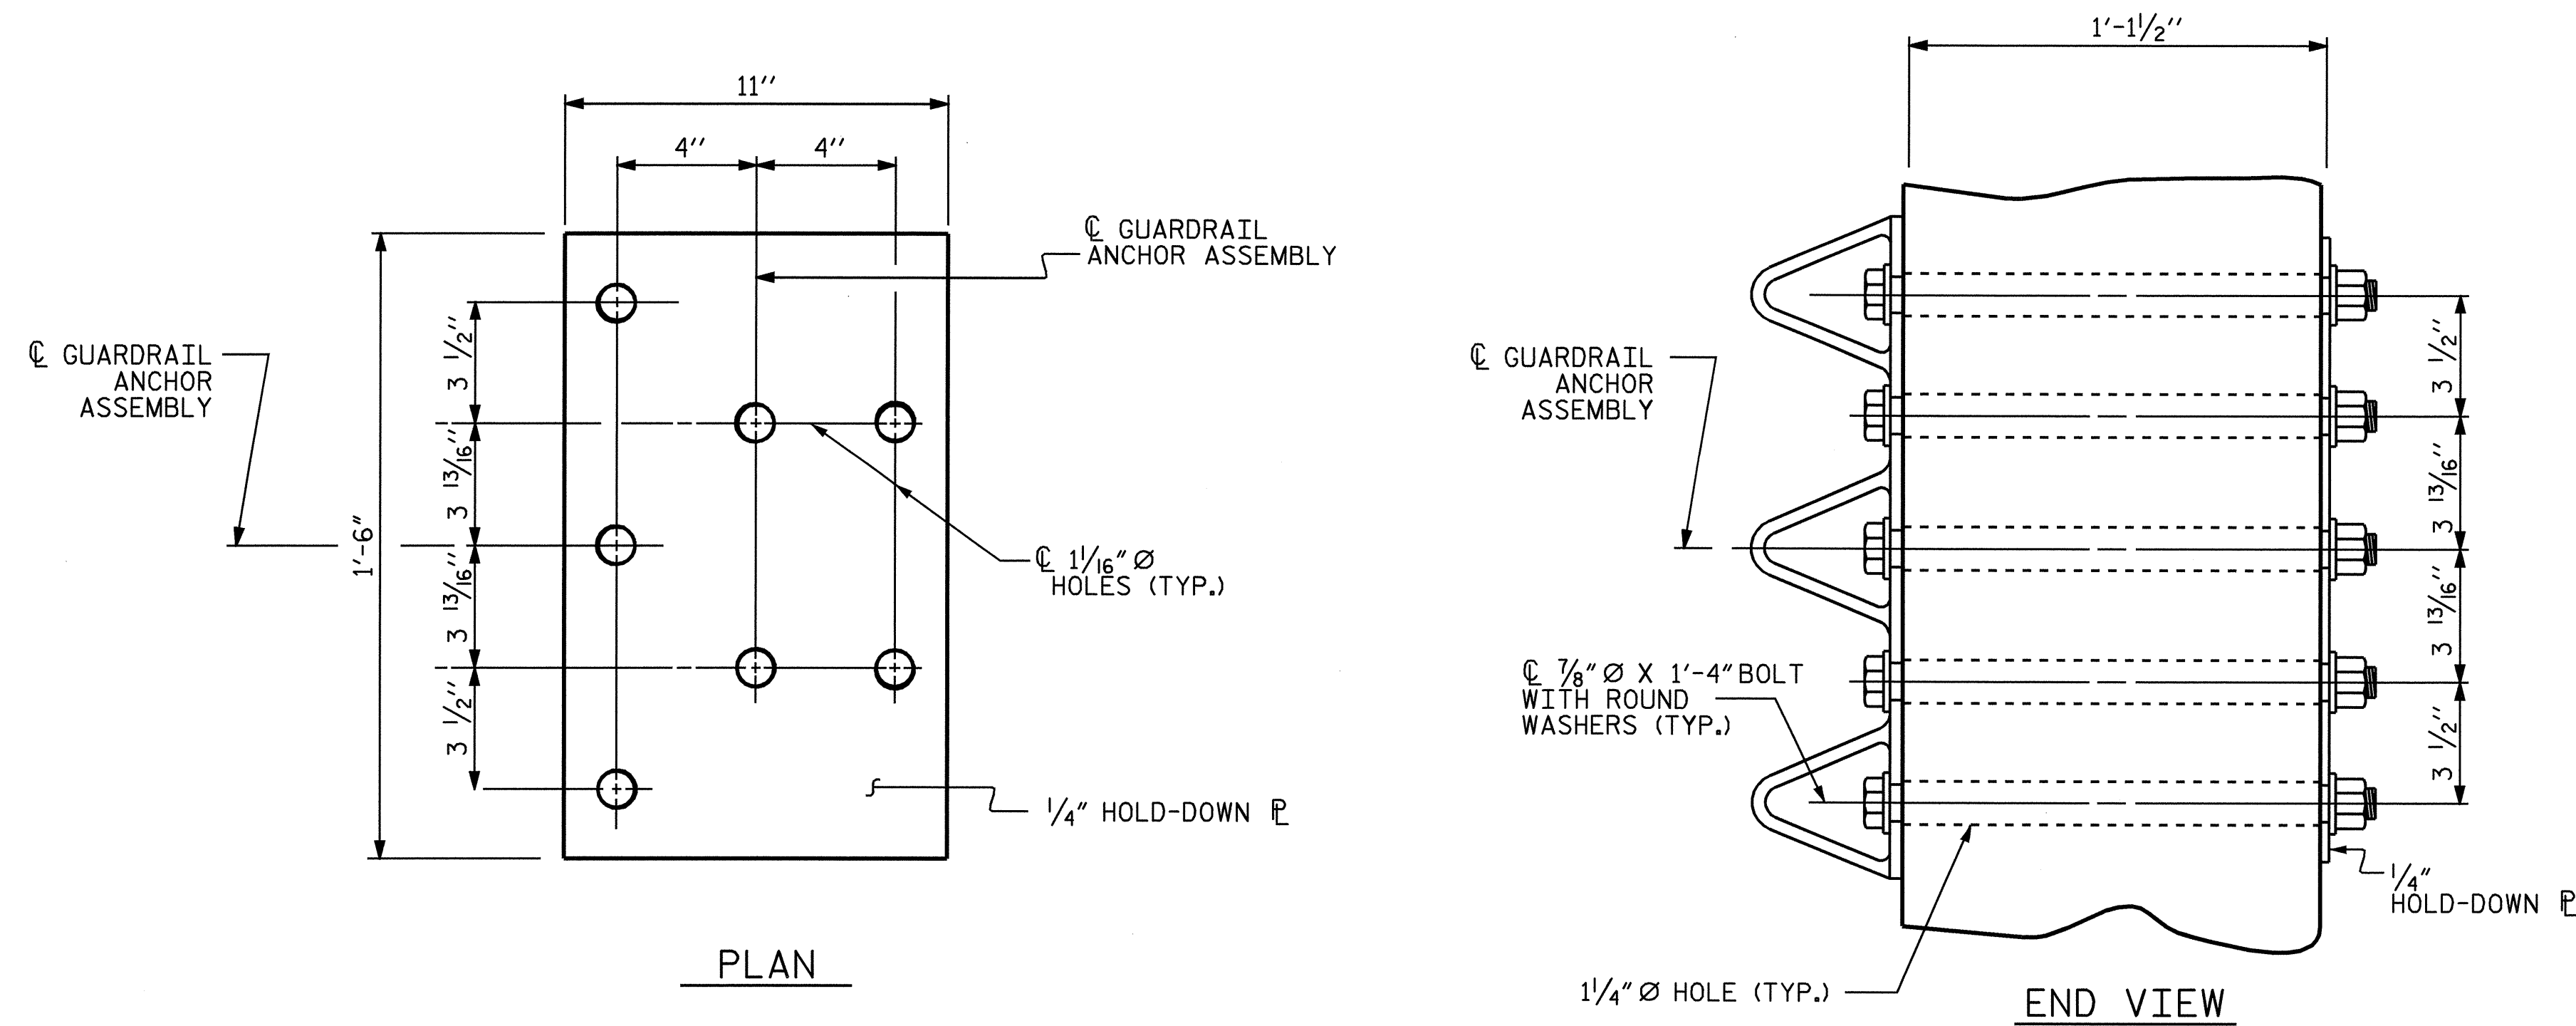 11″
4″ 4″
℄ GUARDRAIL
ANCHOR ASSEMBLY
℄ GUARDRAIL
ANCHOR
ASSEMBLY
1′-6″
3 1/2″
3 13/16″
3 13/16″
3 1/2″
℄ 1 1/16″ Ø
HOLES (TYP.)
1/4″ HOLD-DOWN ⅊
PLAN
1′-1 1/2″
℄ GUARDRAIL
ANCHOR
ASSEMBLY
3 1/2″
3 13/16″
3 13/16″
3 1/2″
℄ 7/8″ Ø X 1′-4″ BOLT
WITH ROUND
WASHERS (TYP.)
1/4″
HOLD-DOWN ⅊
1 1/4″ Ø HOLE (TYP.)
END VIEW